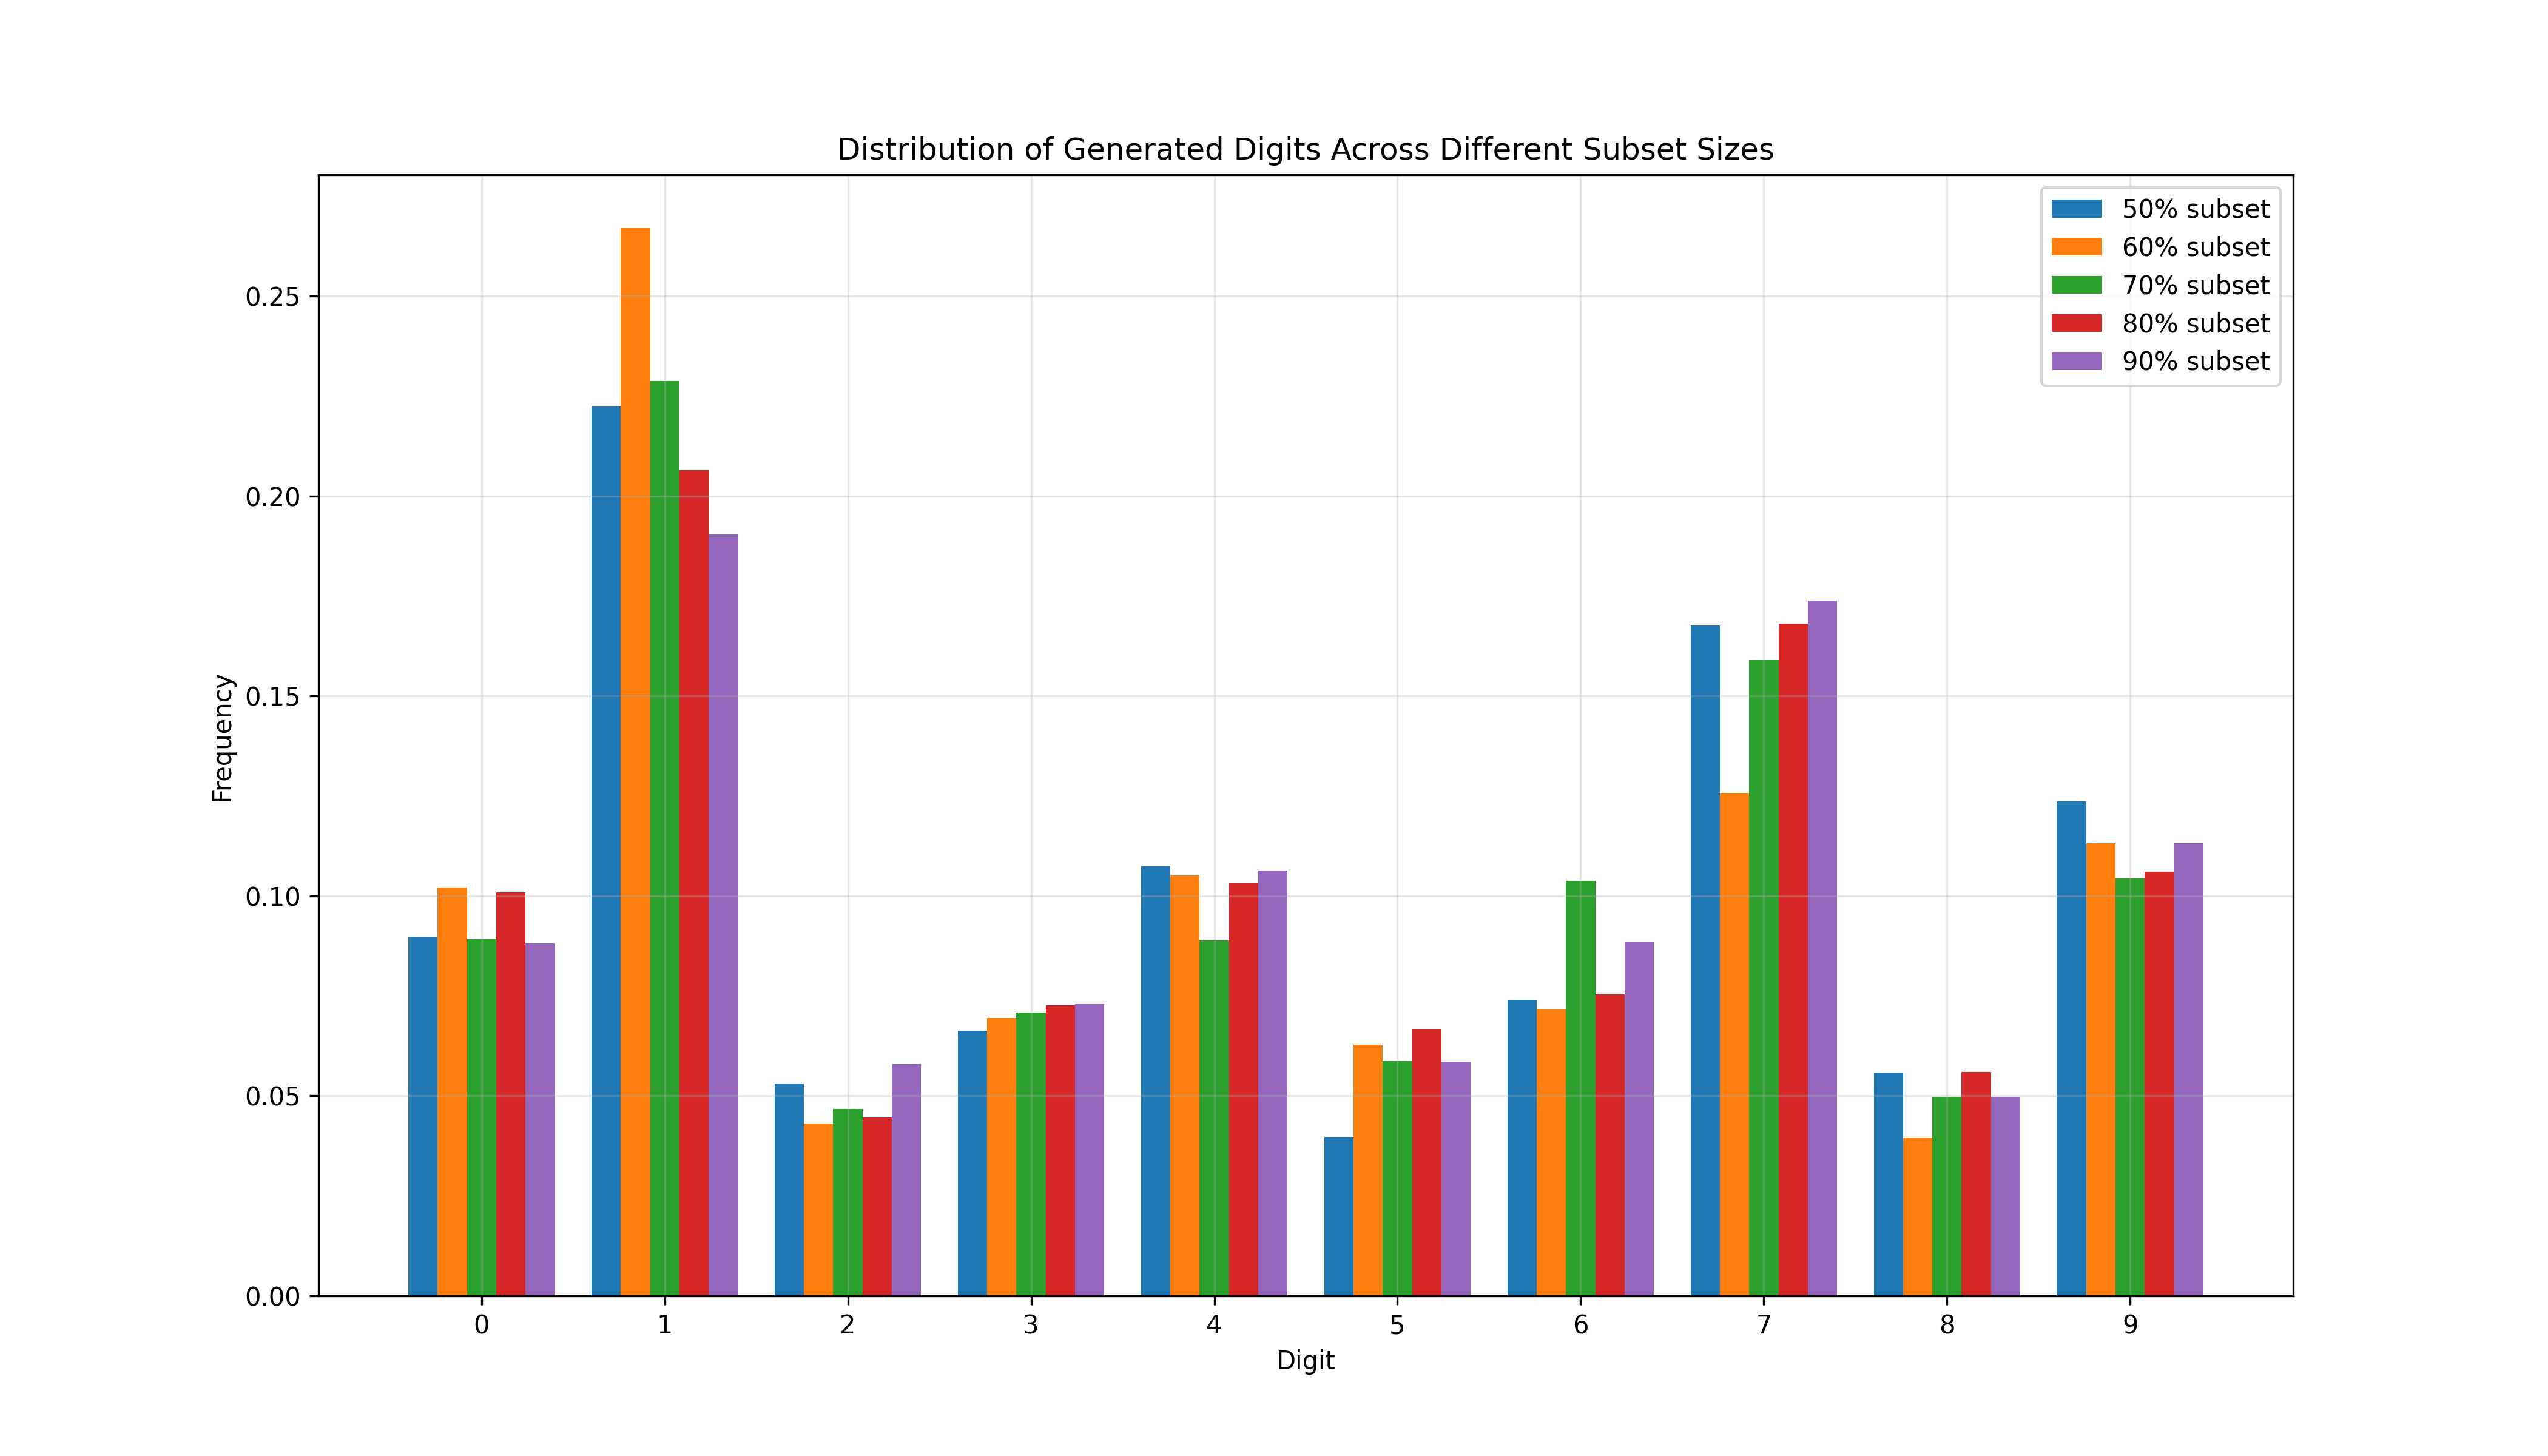 Distribution of Generated Digits Across Different Subset Sizes
50% subset
60% subset
70% subset
80% subset
90% subset
0.25
0.20
0.15
0.10
0.05
0.00
Frequency
0 1 2 3 4 5 6 7 8 9
Digit